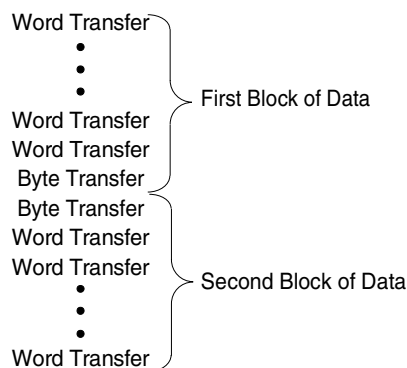 Word Transfer
•
•
•
First Block of Data
Word Transfer
Word Transfer
Byte Transfer
Byte Transfer
Word Transfer
Word Transfer
Second Block of Data
•
•
•
Word Transfer